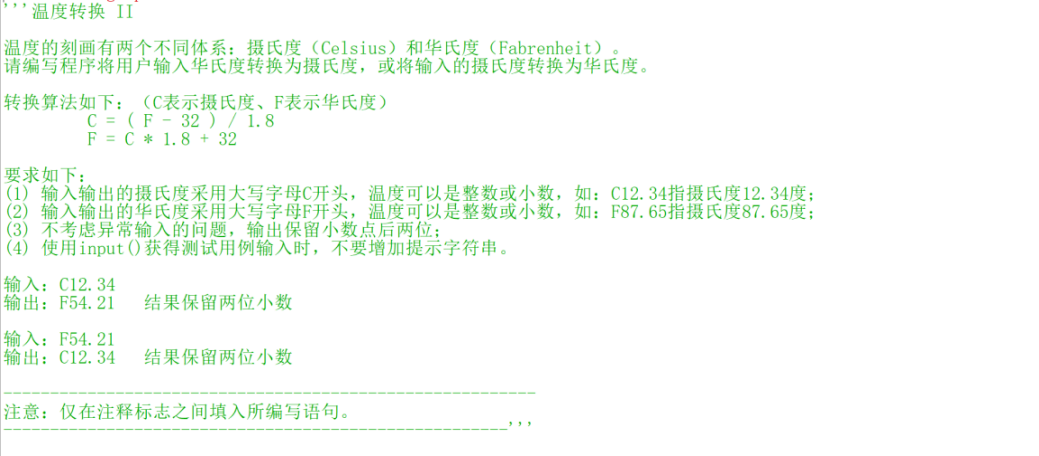 '''温度转换 II
温度的刻画有两个不同体系：摄氏度（Celsius）和华氏度（Fabrenheit）。
请编写程序将用户输入华氏度转换为摄氏度，或将输入的摄氏度转换为华氏度。
转换算法如下：（C表示摄氏度、F表示华氏度）
C = ( F - 32 ) / 1.8
F = C * 1.8 + 32
要求如下：
(1) 输入输出的摄氏度采用大写字母C开头，温度可以是整数或小数，如：C12.34指摄氏度12.34度；
(2) 输入输出的华氏度采用大写字母F开头，温度可以是整数或小数，如：F87.65指摄氏度87.65度；
(3) 不考虑异常输入的问题，输出保留小数点后两位；
(4) 使用input()获得测试用例输入时，不要增加提示字符串。
输入：C12.34
输出：F54.21   结果保留两位小数
输入：F54.21
输出：C12.34   结果保留两位小数
----------------------------------------------------------
注意：仅在注释标志之间填入所编写语句。
-------------------------------------------------------'''